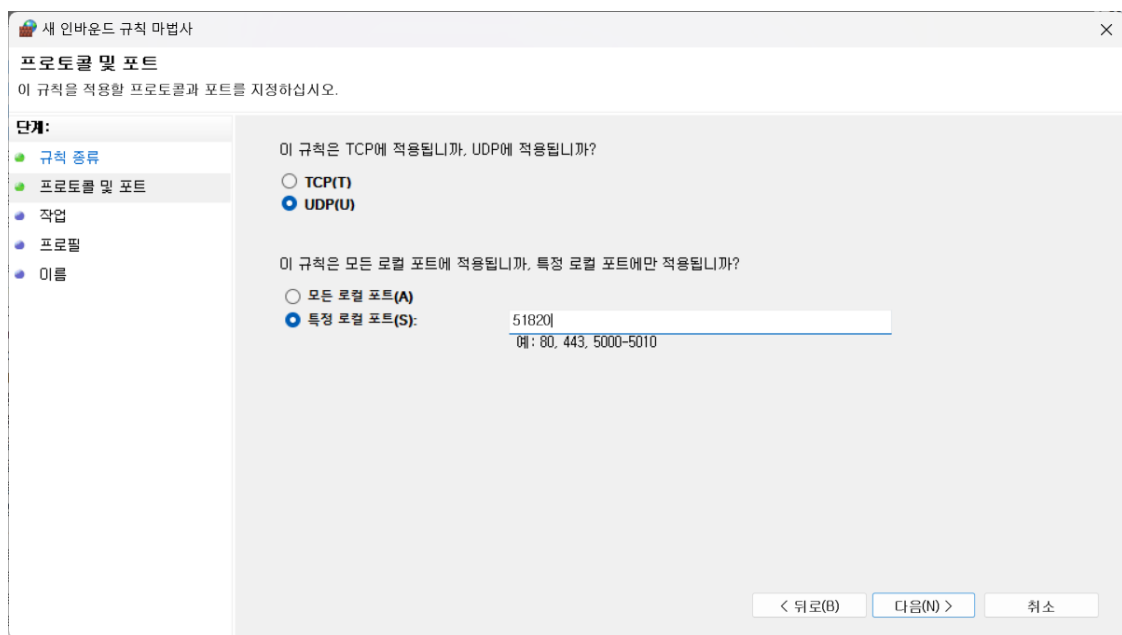 새 인바운드 규칙 마법사
프로토콜 및 포트
이 규칙을 적용할 프로토콜과 포트를 지정하십시오.
단계:
규칙 종류
프로토콜 및 포트
작업
프로필
이름
이 규칙은 TCP에 적용됩니까, UDP에 적용됩니까?
TCP(T)
UDP(U)
이 규칙은 모든 로컬 포트에 적용됩니까, 특정 로컬 포트에만 적용됩니까?
모든 로컬 포트(A)
특정 로컬 포트(S): 51820
예: 80, 443, 5000-5010
< 뒤로(B) 다음(N) > 취소